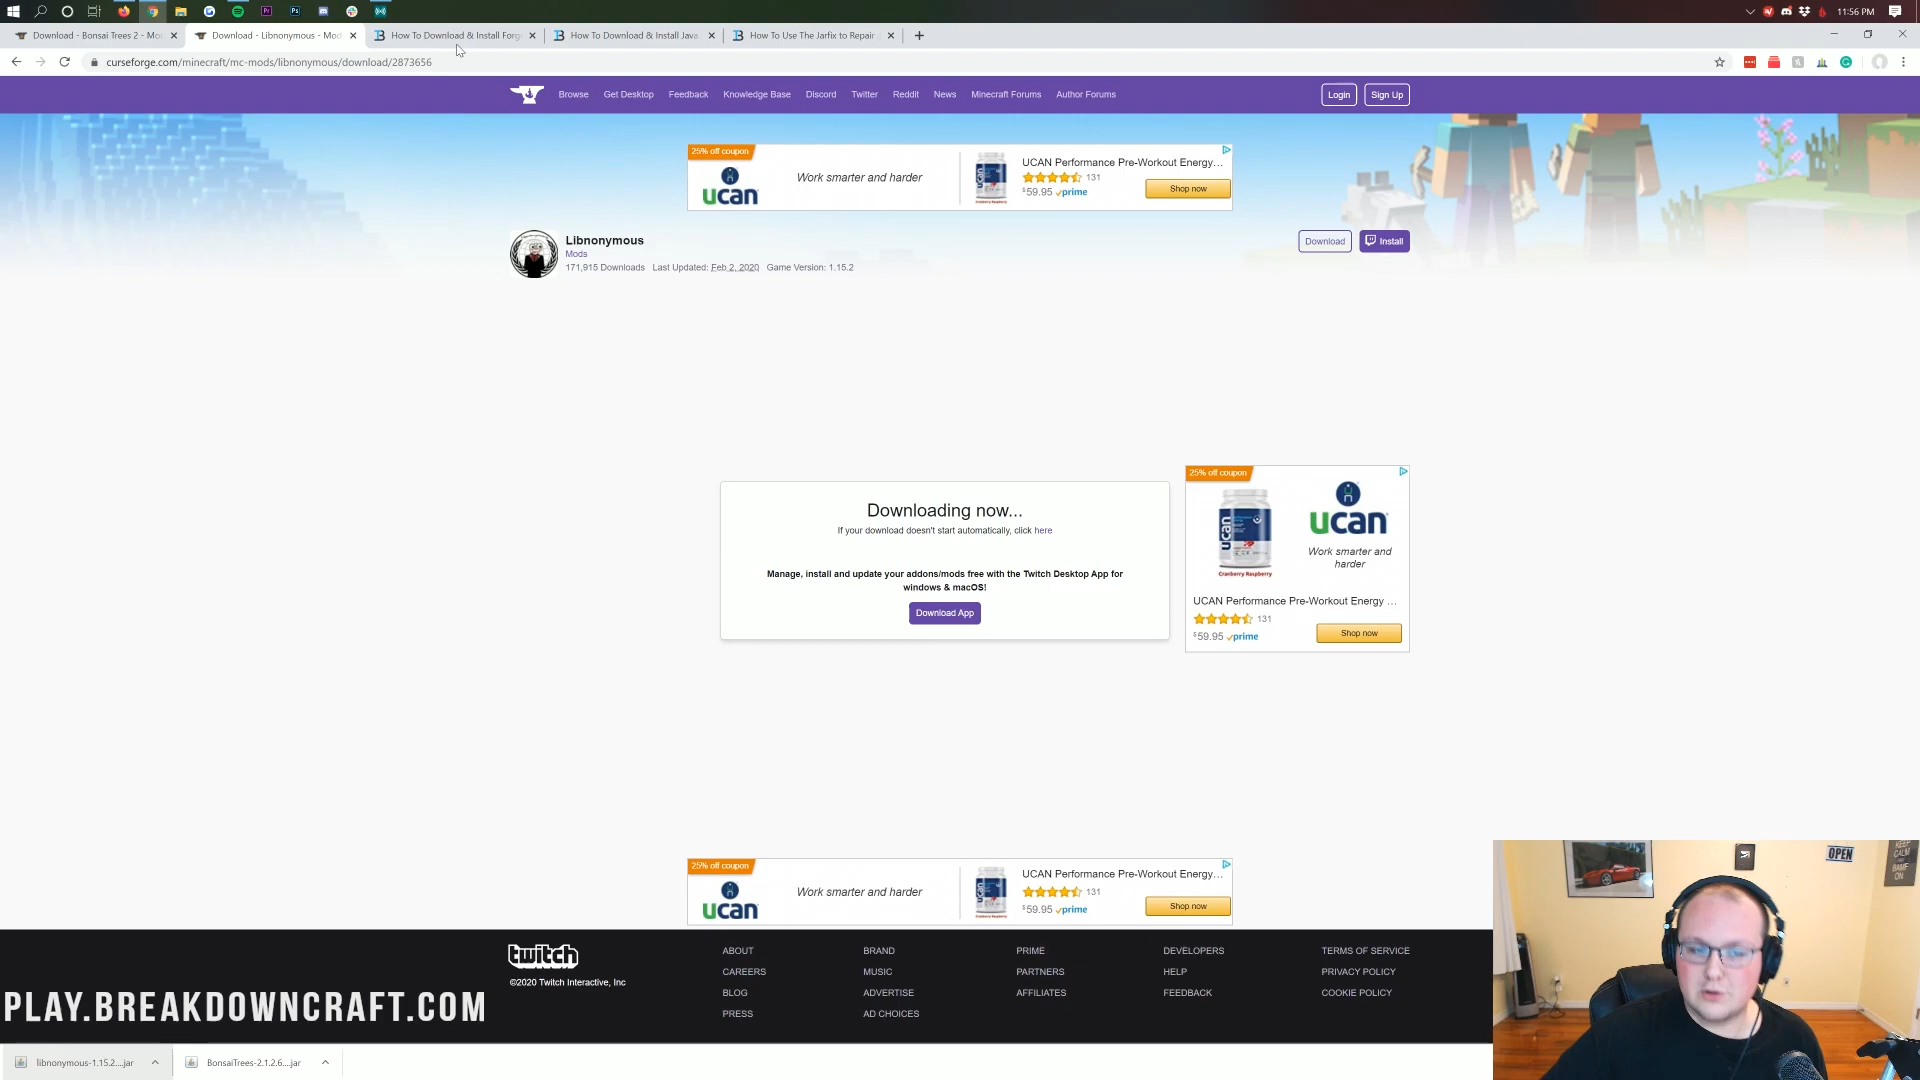 11:56 PM
Download - Bonsai Trees 2 - Mo
Download - Libnonymous - Mod
How To Download & Install Forg
How To Download & Install Java
How To Use The Jarfix to Repair
curseforge.com/minecraft/mc-mods/libnonymous/download/2873656
Browse Get Desktop Feedback Knowledge Base Discord Twitter Reddit News Minecraft Forums Author Forums Login Sign Up
25% off coupon
ucan
Work smarter and harder
UCAN Performance Pre-Workout Energy...
131
$59.95 prime
Shop now
Libnonymous
Mods
171,915 Downloads Last Updated: Feb 2, 2020 Game Version: 1.15.2
Download Install
Downloading now...
If your download doesn't start automatically, click here
Manage, install and update your addons/mods free with the Twitch Desktop App for
windows & macOS!
Download App
25% off coupon
ucan
Cranberry Raspberry
ucan
Work smarter and
harder
UCAN Performance Pre-Workout Energy ...
131
$59.95 prime
Shop now
25% off coupon
ucan
Work smarter and harder
UCAN Performance Pre-Workout Energy...
131
$59.95 prime
Shop now
twitch
©2020 Twitch Interactive, Inc
ABOUT
CAREERS
BLOG
PRESS
BRAND
MUSIC
ADVERTISE
AD CHOICES
PRIME
PARTNERS
AFFILIATES
DEVELOPERS
HELP
FEEDBACK
TERMS OF SERVICE
PRIVACY POLICY
COOKIE POLICY
PLAY.BREAKDOWNCRAFT.COM
OPEN
KEEP
CALM
AND
BAMF
ON
libnonymous-1.15.2....jar
BonsaiTrees-2.1.2.6....jar